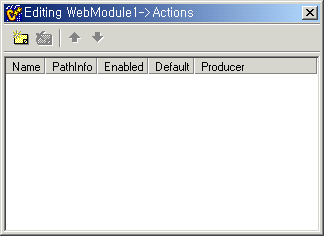 Editing WebModule1->Actions
Name PathInfo Enabled Default Producer